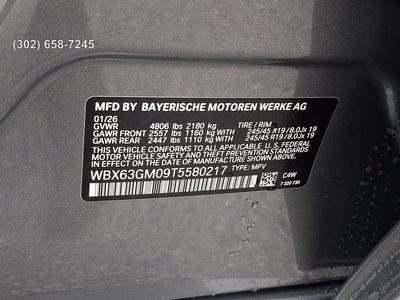 (302) 658-7245
MFD BY BAYERISCHE MOTOREN WERKE AG
01/26
GVWR 4806 lbs 2180 kg TIRE / RIM
GAWR FRONT 2557 lbs 1160 kg WITH 245/45 R19 /8.0Jx 19
GAWR REAR 2447 lbs 1110 kg WITH 245/45 R19 /8.0Jx 19
THIS VEHICLE CONFORMS TO ALL APPLICABLE U.S. FEDERAL
MOTOR VEHICLE SAFETY AND THEFT PREVENTION STANDARDS
IN EFFECT ON THE DATE OF MANUFACTURE SHOWN ABOVE.
WBX63GM09T5580217 TYPE: MPV
C4W
7 320 730